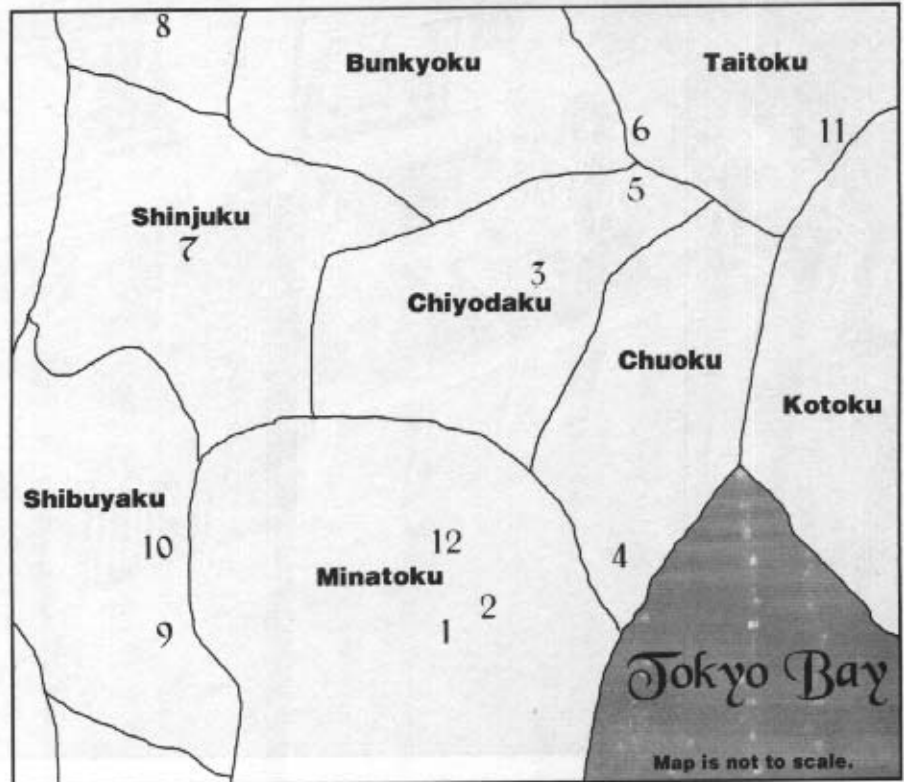 8
Bunkyoku
Taitoku
6
11
5
Shinjuku
7
3
Chiyodaku
Chuoku
Kotoku
Shibuyaku
10
12
4
Minatoku
2
9
1
Tokyo Bay
Map is not to scale.